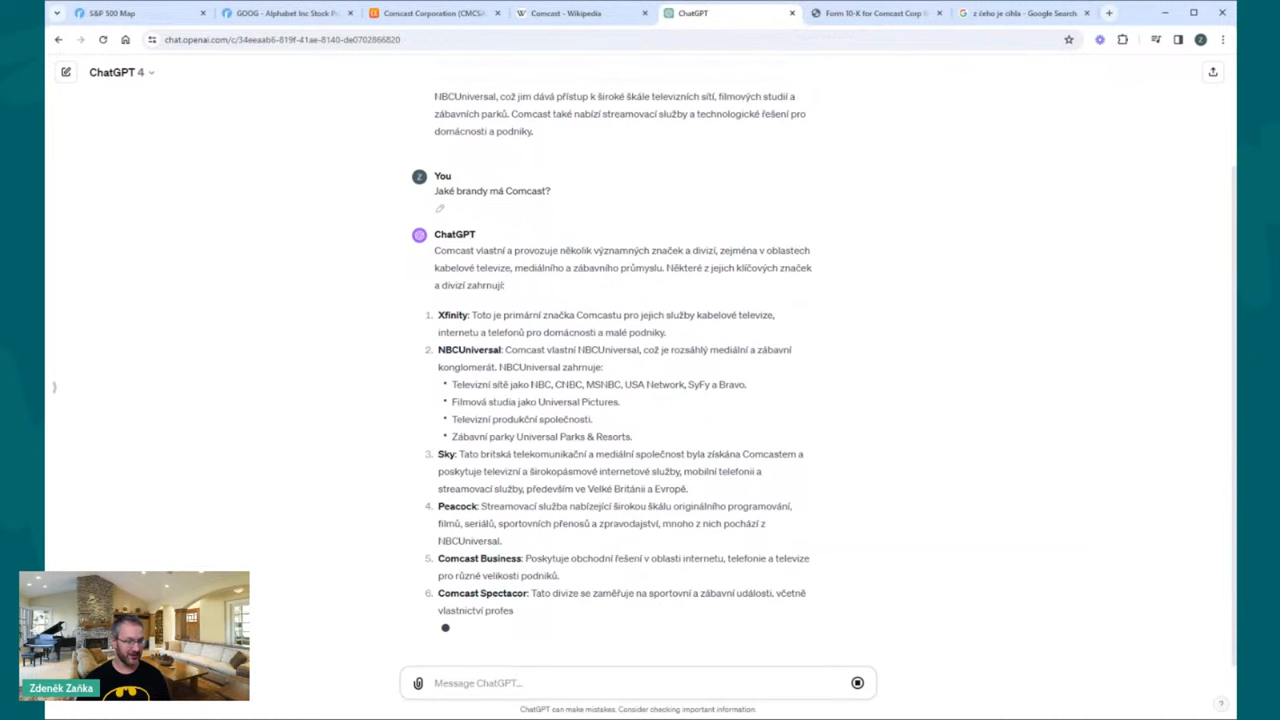 S&P 500 Map
GOOG - Alphabet Inc Stock P
Comcast Corporation (CMCSA
Comcast - Wikipedia
ChatGPT
Form 10-K for Comcast Corp
z čeho je cihla - Google Search
chat.openai.com/c/34eeaab6-819f-41ae-8140-de0702866820
Z
ChatGPT 4
NBCUniversal, což jim dává přístup k široké škále televizních sítí, filmových studií a
zábavních parků. Comcast také nabízí streamovací služby a technologické řešení pro
domácnosti a podniky.
Z
You
Jaké brandy má Comcast?
ChatGPT
Comcast vlastní a provozuje několik významných značek a divizí, zejména v oblastech
kabelové televize, mediálního a zábavního průmyslu. Některé z jejich klíčových značek
a divizí zahrnují:
1. Xfinity: Toto je primární značka Comcastu pro jejich služby kabelové televize,
internetu a telefonů pro domácnosti a malé podniky.
2. NBCUniversal: Comcast vlastní NBCUniversal, což je rozsáhlý mediální a zábavní
konglomerát. NBCUniversal zahrnuje:
• Televizní sítě jako NBC, CNBC, MSNBC, USA Network, SyFy a Bravo.
• Filmová studia jako Universal Pictures.
• Televizní produkční společnosti.
• Zábavní parky Universal Parks & Resorts.
3. Sky: Tato britská telekomunikační a mediální společnost byla získána Comcastem a
poskytuje televizní a širokopásmové internetové služby, mobilní telefonii a
streamovací služby, především ve Velké Británii a Evropě.
4. Peacock: Streamovací služba nabízející širokou škálu originálního programování,
filmů, seriálů, sportovních přenosů a zpravodajství, mnoho z nich pochází z
NBCUniversal.
5. Comcast Business: Poskytuje obchodní řešení v oblasti internetu, telefonie a televize
pro různé velikosti podniků.
6. Comcast Spectacor: Tato divize se zaměřuje na sportovní a zábavní události, včetně
vlastnictví profes
Message ChatGPT…
ChatGPT can make mistakes. Consider checking important information.
?
Zdeněk Zaňka